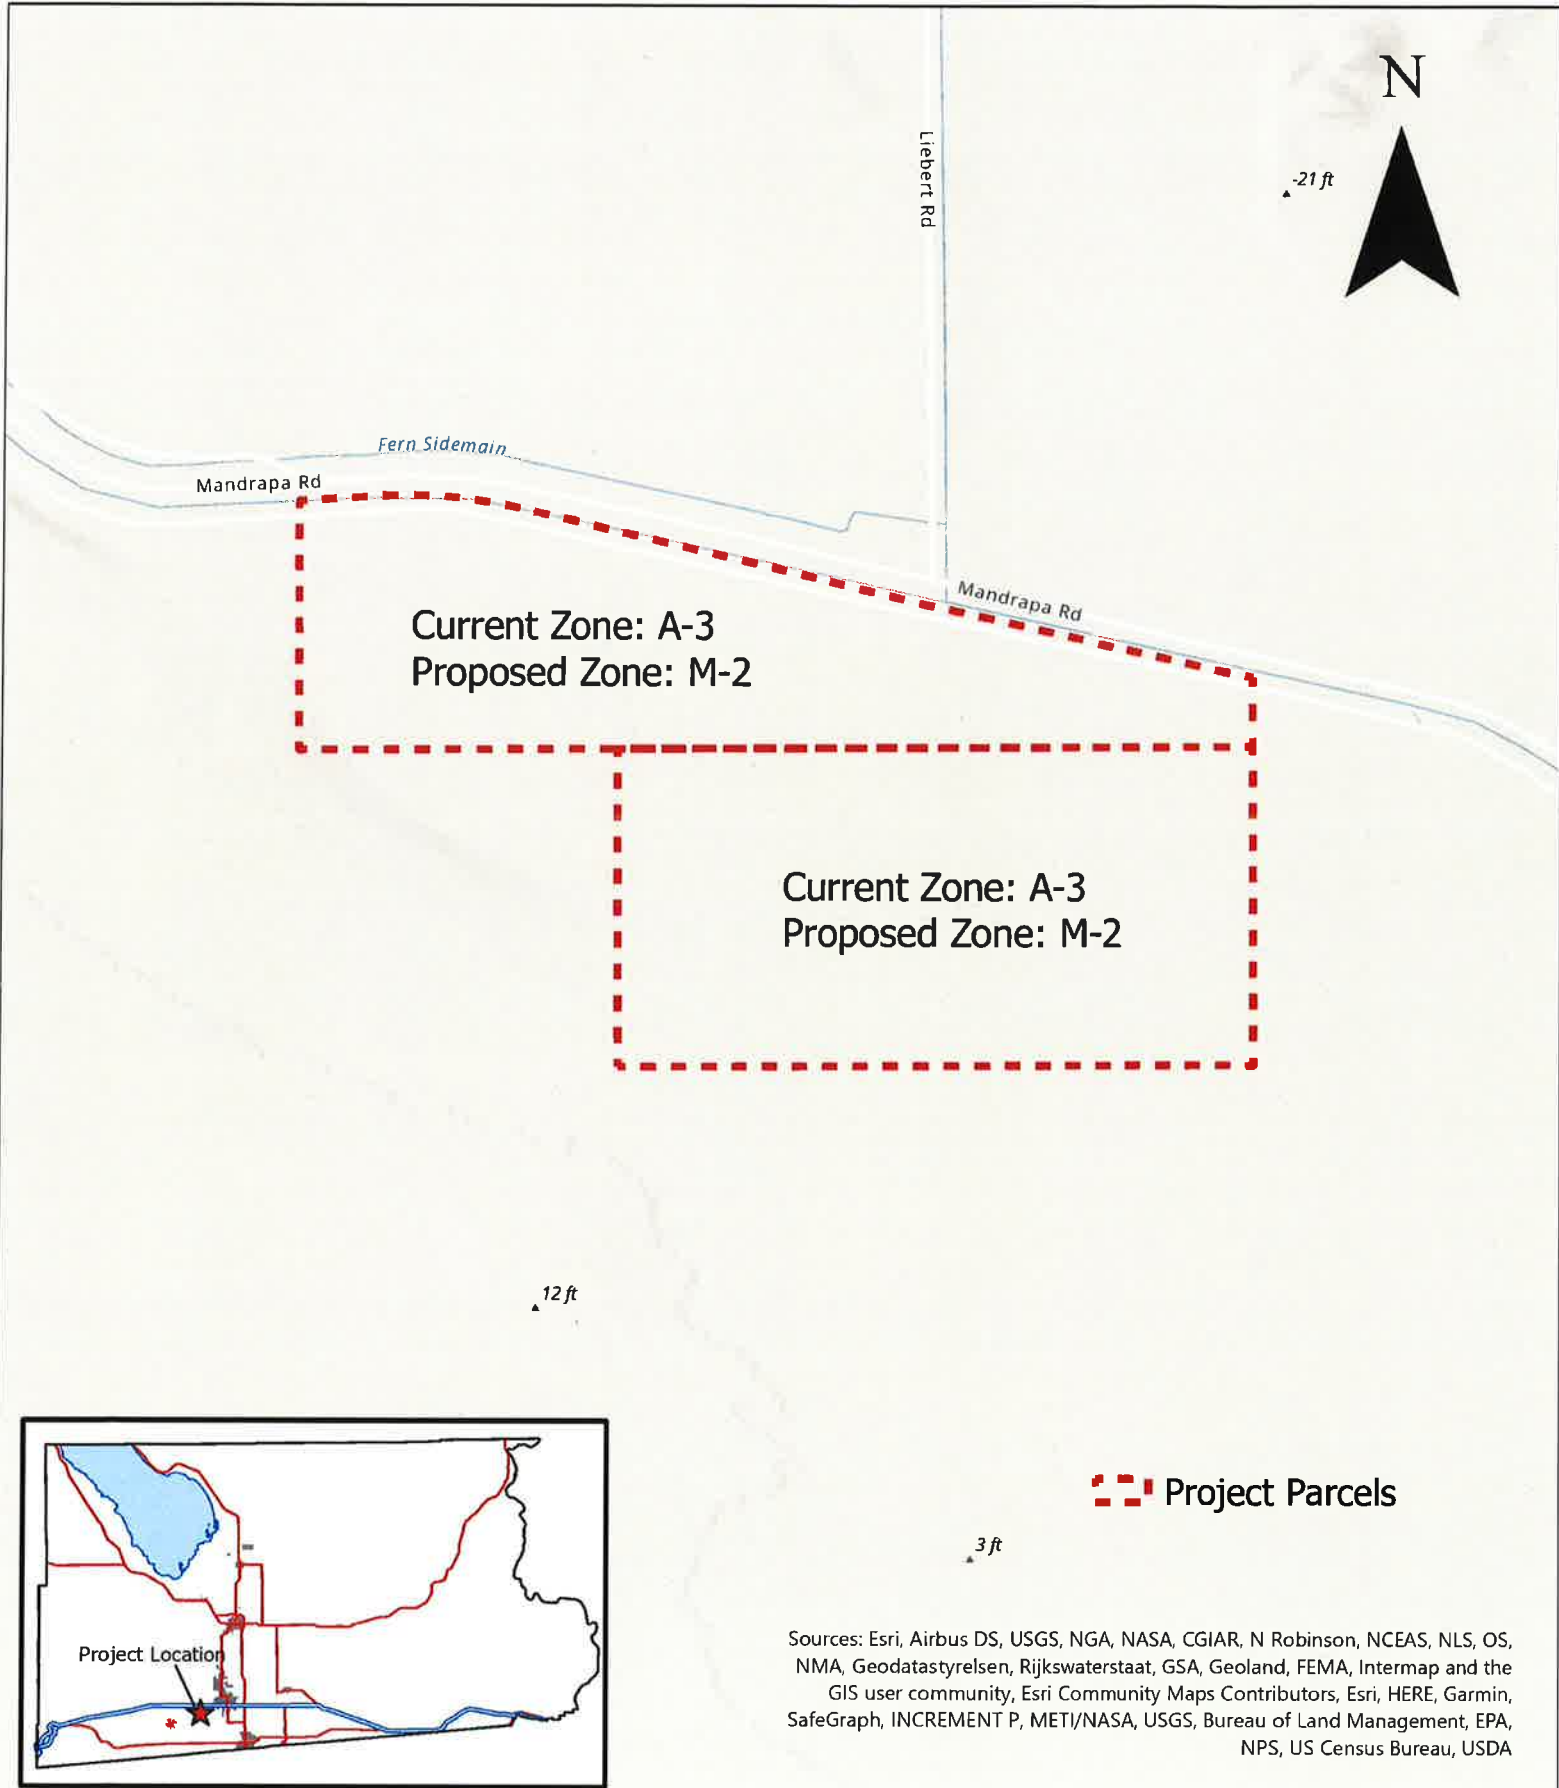 N
Liebert Rd
-21 ft
Fern Sidemain
Mandrapa Rd
Mandrapa Rd
Current Zone: A-3
Proposed Zone: M-2
Current Zone: A-3
Proposed Zone: M-2
12 ft
Project Parcels
3 ft
Project Location
Sources: Esri, Airbus DS, USGS, NGA, NASA, CGIAR, N Robinson, NCEAS, NLS, OS,
NMA, Geodatastyrelsen, Rijkswaterstaat, GSA, Geoland, FEMA, Intermap and the
GIS user community, Esri Community Maps Contributors, Esri, HERE, Garmin,
SafeGraph, INCREMENT P, METI/NASA, USGS, Bureau of Land Management, EPA,
NPS, US Census Bureau, USDA